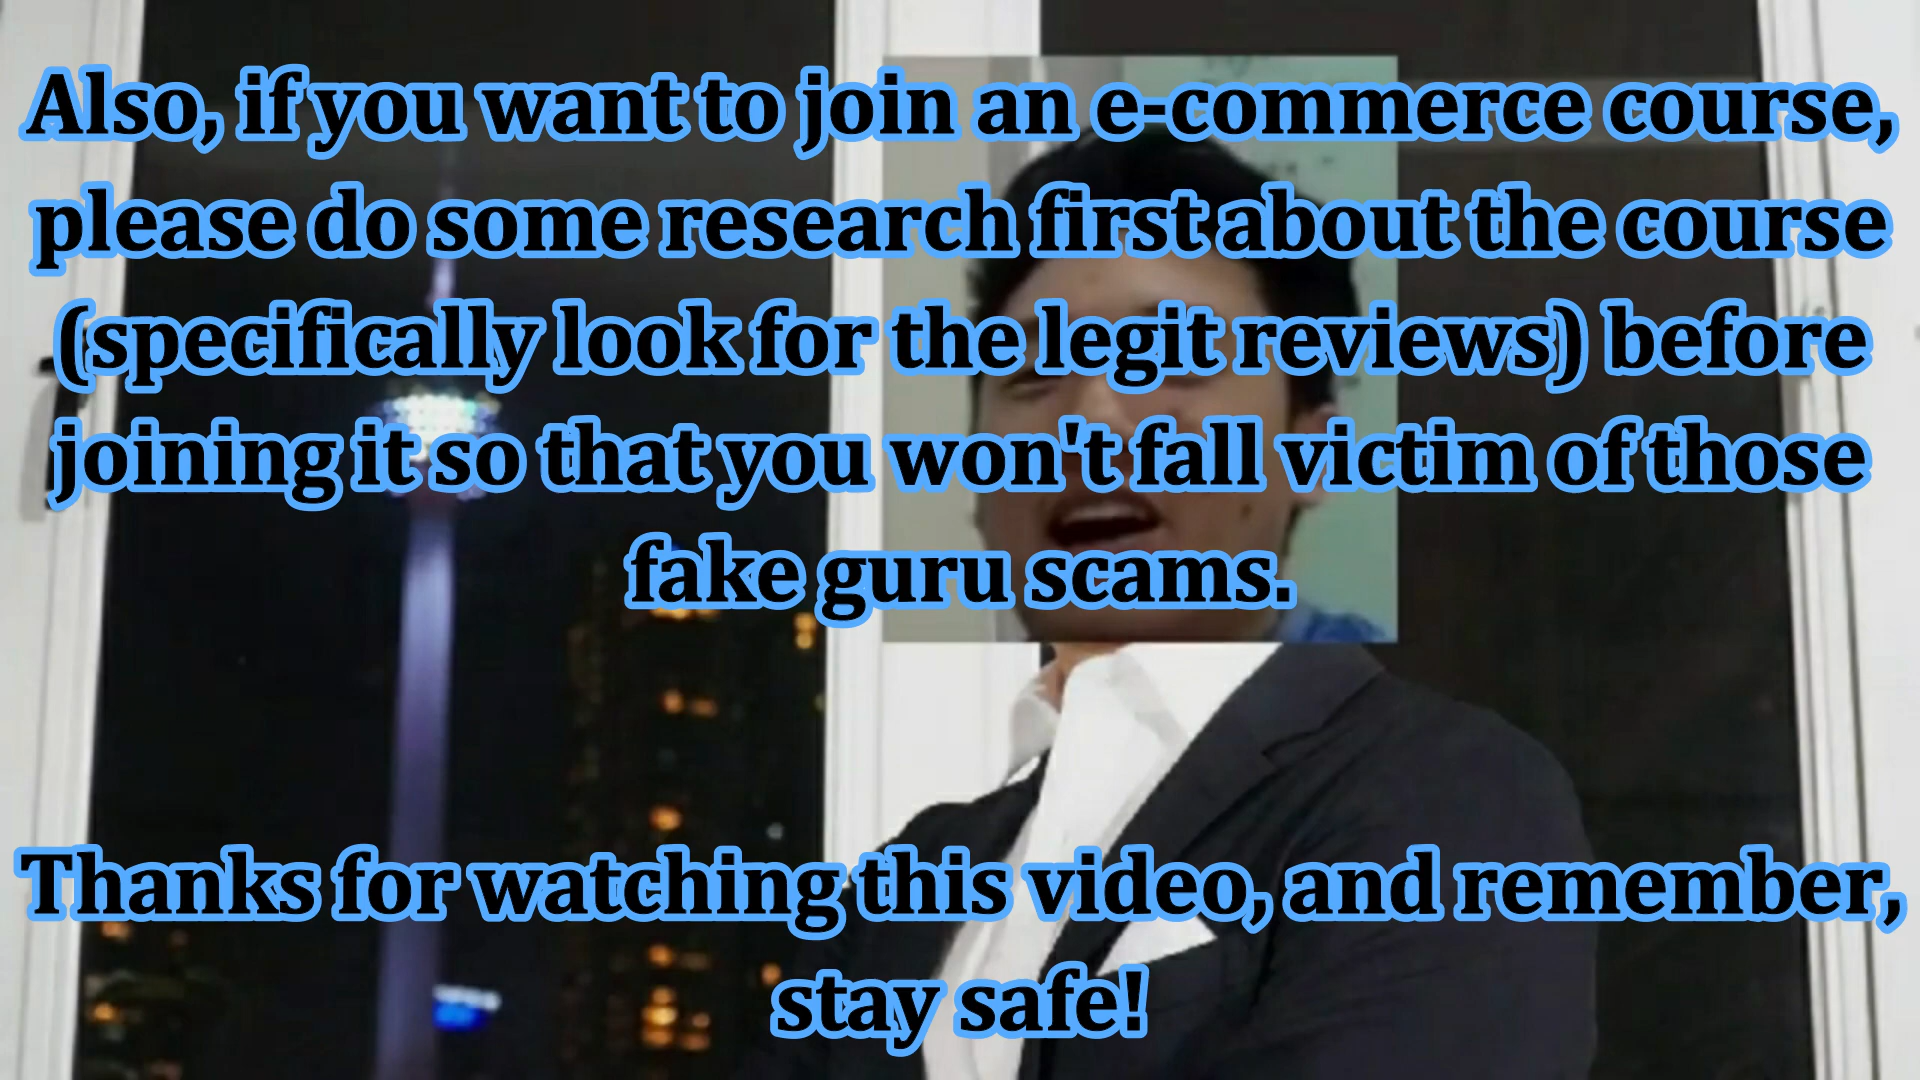 Also, if you want to join an e-commerce course,
please do some research first about the course
(specifically look for the legit reviews) before
joining it so that you won't fall victim of those
fake guru scams.
Thanks for watching this video, and remember,
stay safe!